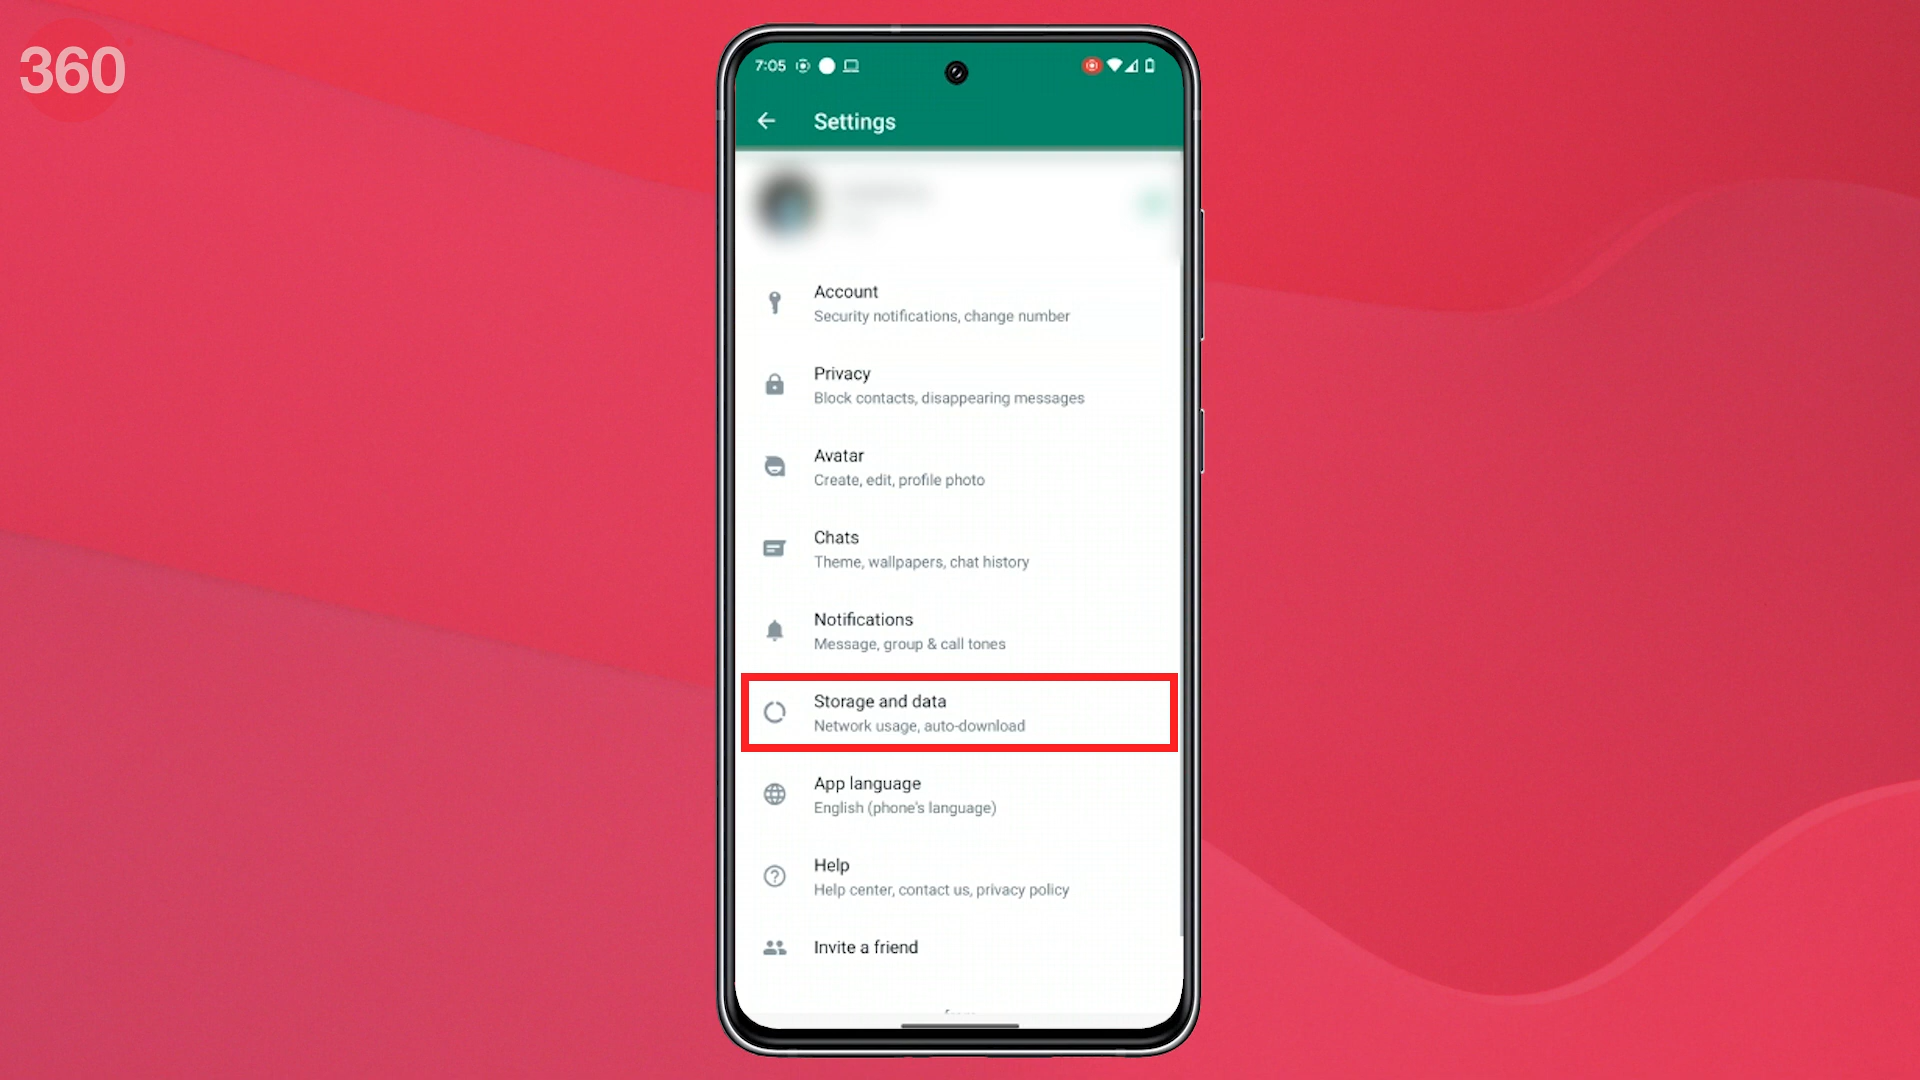 360
7:05
Settings
Account
Security notifications, change number
Privacy
Block contacts, disappearing messages
Avatar
Create, edit, profile photo
Chats
Theme, wallpapers, chat history
Notifications
Message, group & call tones
Storage and data
Network usage, auto-download
App language
English (phone's language)
Help
Help center, contact us, privacy policy
Invite a friend